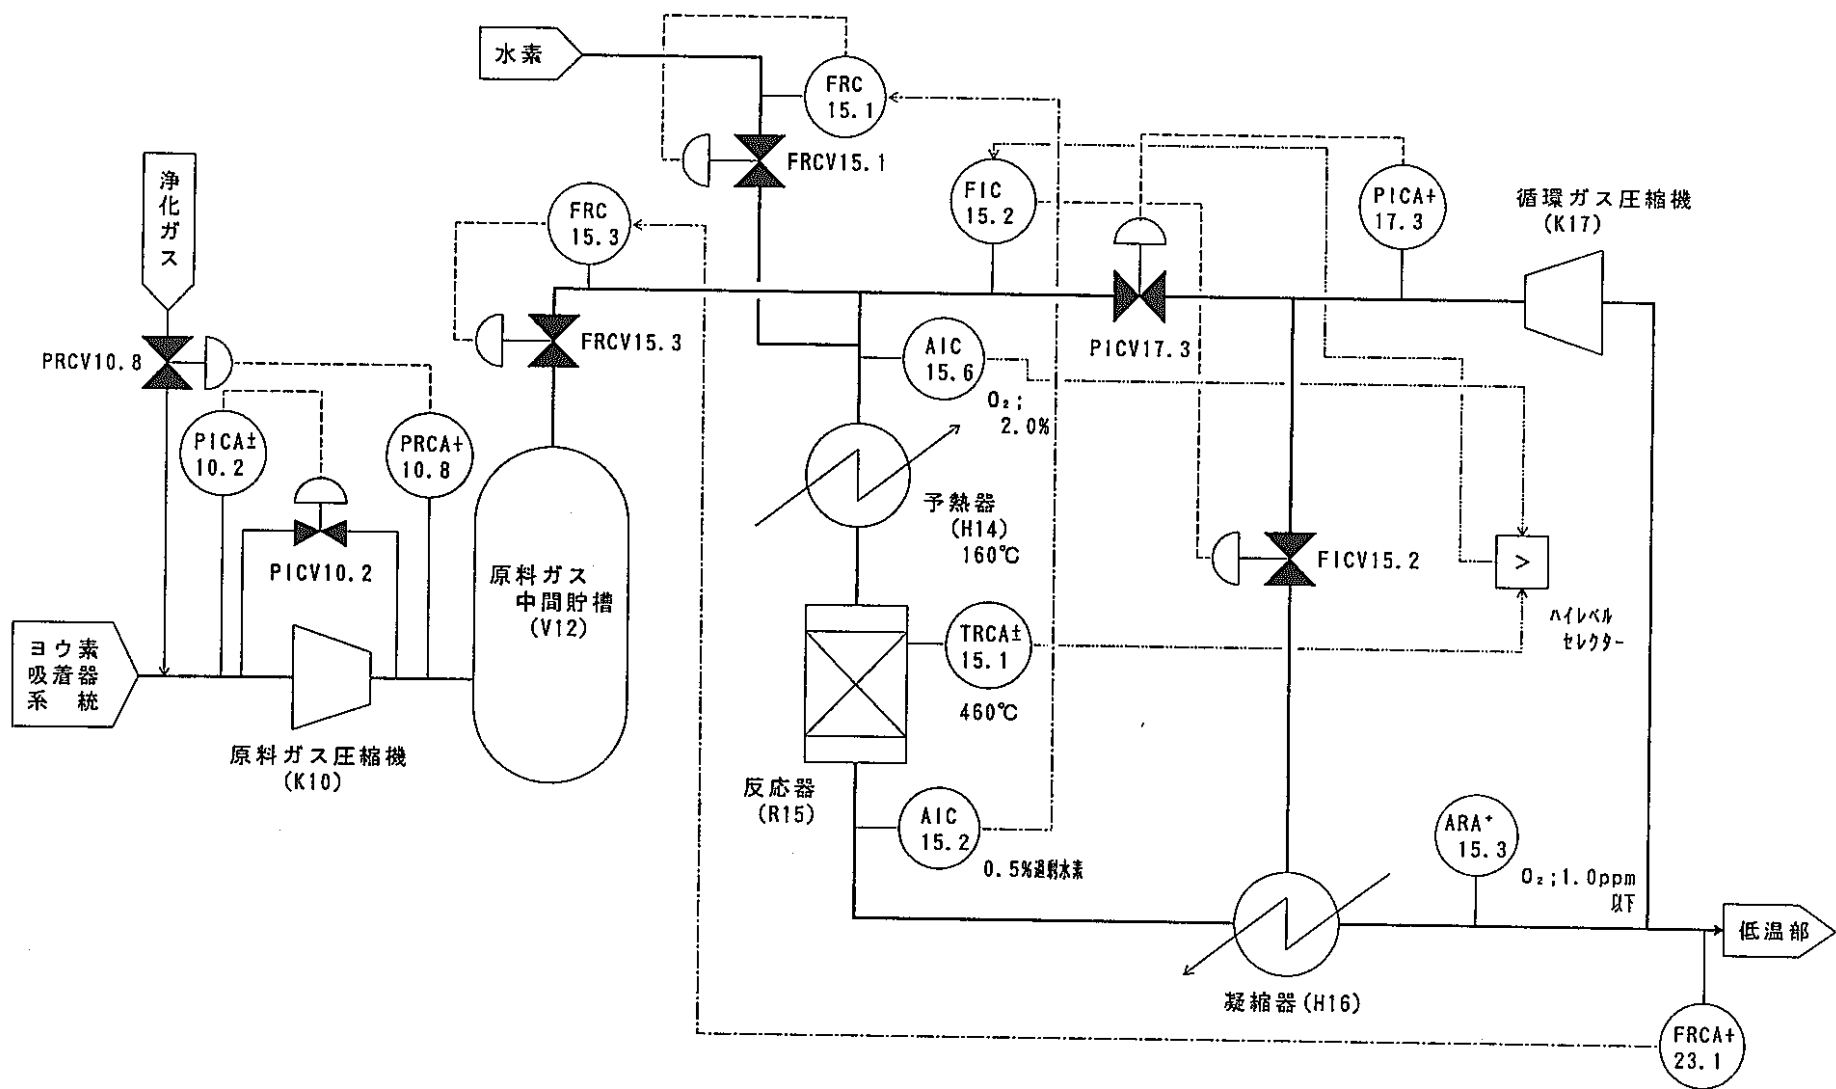 水素
FRC
15.1
FRCV15.1
浄化ガス
FRC
15.3
FIC
15.2
PICA+
17.3
循環ガス圧縮機
(K17)
PRCV10.8
FRCV15.3
AIC
15.6
O₂;
2.0%
PICV17.3
PICA±
10.2
PRCA+
10.8
PICV10.2
予熱器
(H14)
160℃
FICV15.2
>
ハイレベル
セレクター
原料ガス
中間貯槽
(V12)
ヨウ素
吸着器
系統
TRCA±
15.1
460℃
原料ガス圧縮機
(K10)
反応器
(R15)
AIC
15.2
0.5%過剰水素
ARA⁺
15.3
O₂;1.0ppm
以下
低温部
凝縮器(H16)
FRCA+
23.1